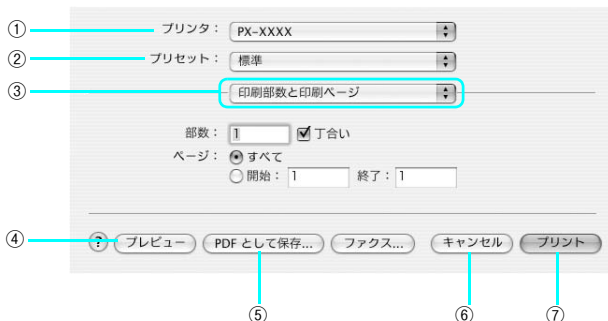 ① プリンタ： PX-XXXX
② プリセット： 標準
③ 印刷部数と印刷ページ
部数： 1 丁合い
ページ： すべて
開始： 1 終了： 1
④ ? プレビュー PDF として保存... ファクス... キャンセル プリント
⑤ ⑥ ⑦